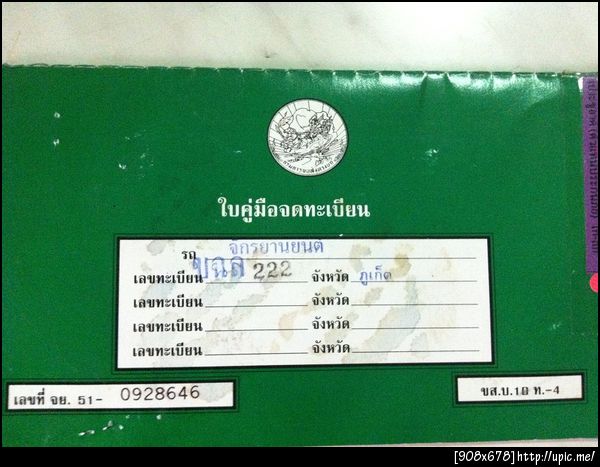 ใบคู่มือจดทะเบียน
รถ จักรยานยนต์
เลขทะเบียน ขฉล 222 จังหวัด ภูเก็ต
เลขทะเบียน จังหวัด
เลขทะเบียน จังหวัด
เลขทะเบียน จังหวัด
เลขที่ จย. 51- 0928646
ขส.บ.18 ท.-4
[908x678]http://upic.me/